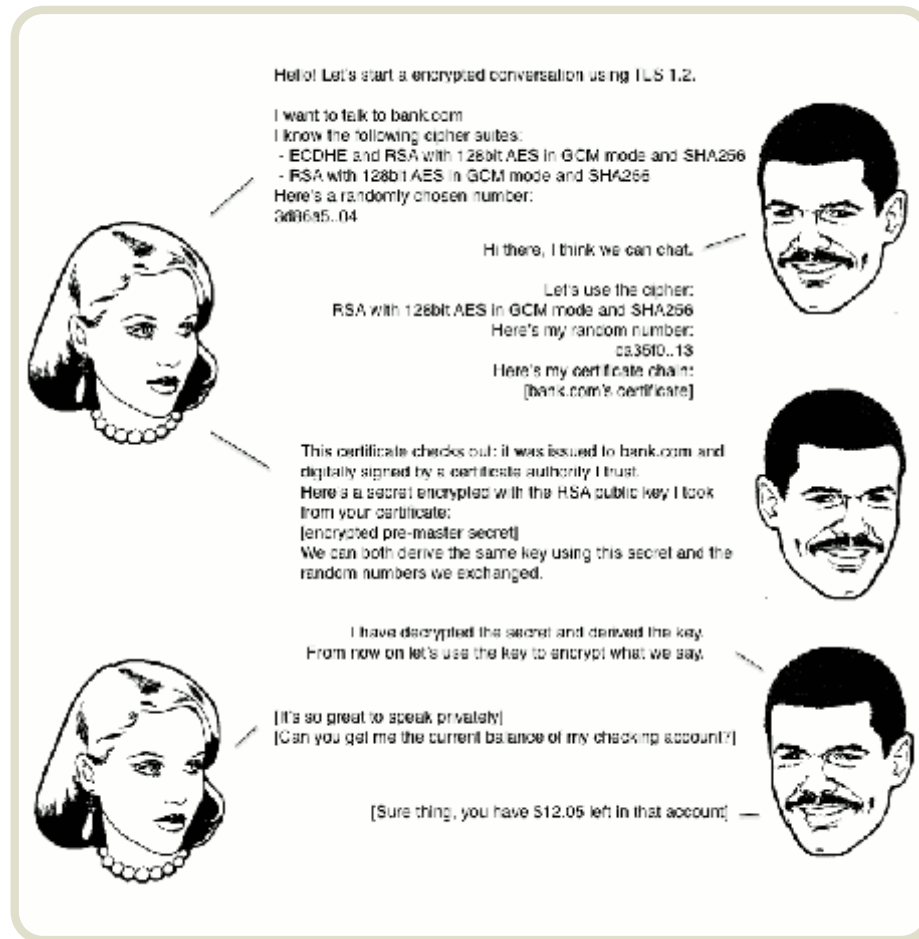 Hello! Let's start a encrypted conversation using TLS 1.2.
I want to talk to bank.com
I know the following cipher suites:
- ECDHE and RSA with 128bit AES in GCM mode and SHA256
- RSA with 128bit AES in GCM mode and SHA256
Here's a randomly chosen number:
3d86a5..04
Hi there, I think we can chat.
Let's use the cipher:
RSA with 128bit AES in GCM mode and SHA256
Here's my random number:
ca35f0..13
Here's my certificate chain:
[bank.com's certificate]
This certificate checks out: it was issued to bank.com and
digitally signed by a certificate authority I trust.
Here's a secret encrypted with the RSA public key I took
from your certificate:
[encrypted pre-master secret]
We can both derive the same key using this secret and the
random numbers we exchanged.
I have decrypted the secret and derived the key.
From now on let's use the key to encrypt what we say.
[It's so great to speak privately]
[Can you get me the current balance of my checking account?]
[Sure thing, you have $12.05 left in that account]